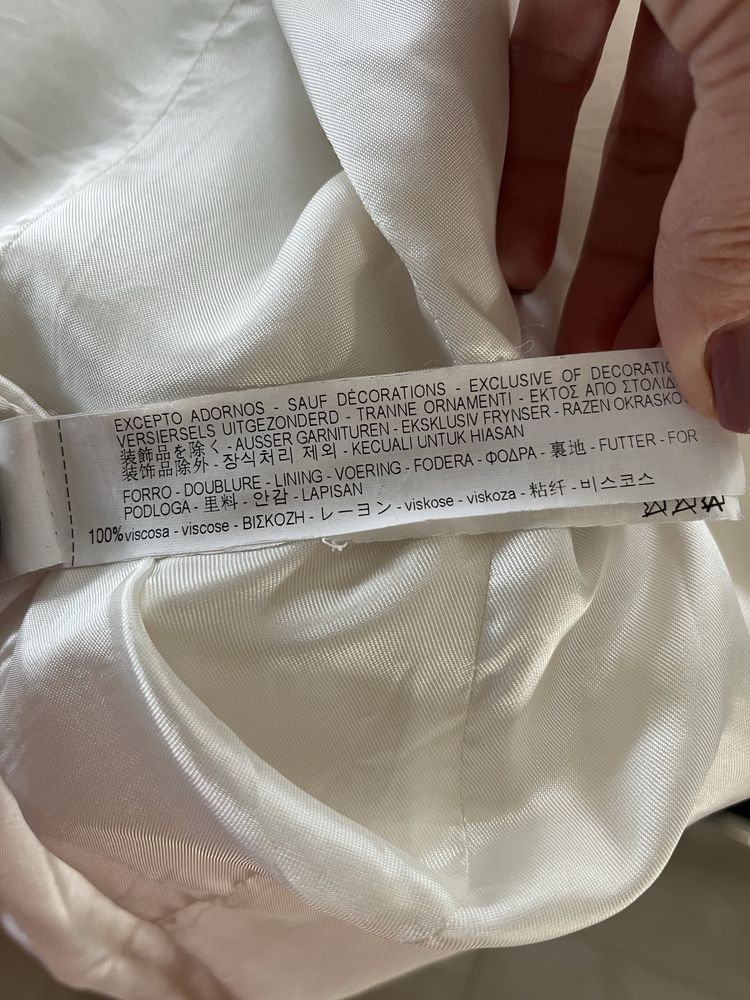 EXCEPTO ADORNOS - SAUF DÉCORATIONS - EXCLUSIVE OF
VERSIERSELS UITGEZONDERD - TRANNE ORNAMENTI - ΕΚΤΟΣ ΑΠΟ
装飾品を除く - AUSSER GARNITUREN - EKSKLUSIV FRYNSER - RAZEN
装饰品除外 - 장식처리 제외 - KECUALI UNTUK HIASAN
FORRO - DOUBLURE - LINING - VOERING - FODERA - ΦΟΔΡΑ - 裏地 - FUTTER - FOR
PODLOGA - 里料 - 안감 - LAPISAN
100%viscosa - viscose - ΒΙΣΚΟΖΗ - レーヨン - viskose - viskoza - 粘纤 - 비스코스